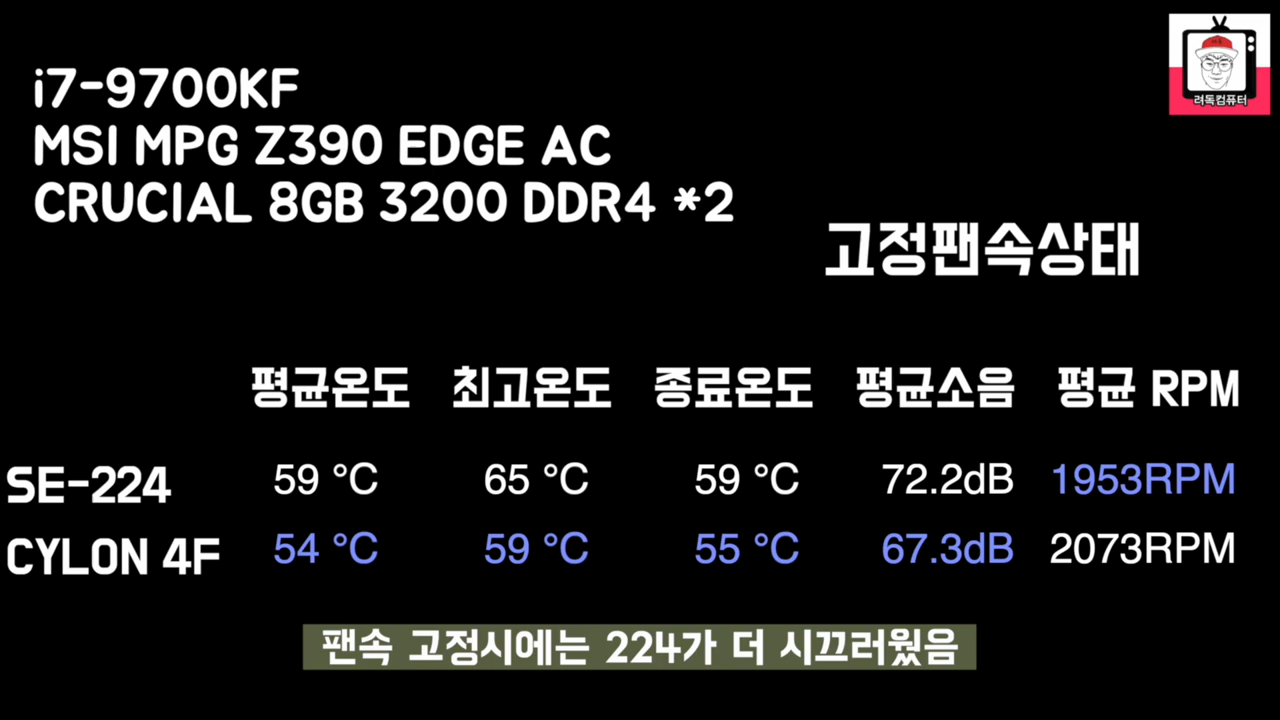 려독컴퓨터
i7-9700KF
MSI MPG Z390 EDGE AC
CRUCIAL 8GB 3200 DDR4 *2
고정팬속상태
평균온도 최고온도 종료온도 평균소음 평균 RPM
SE-224 59 °C 65 °C 59 °C 72.2dB 1953RPM
CYLON 4F 54 °C 59 °C 55 °C 67.3dB 2073RPM
팬속 고정시에는 224가 더 시끄러웠음